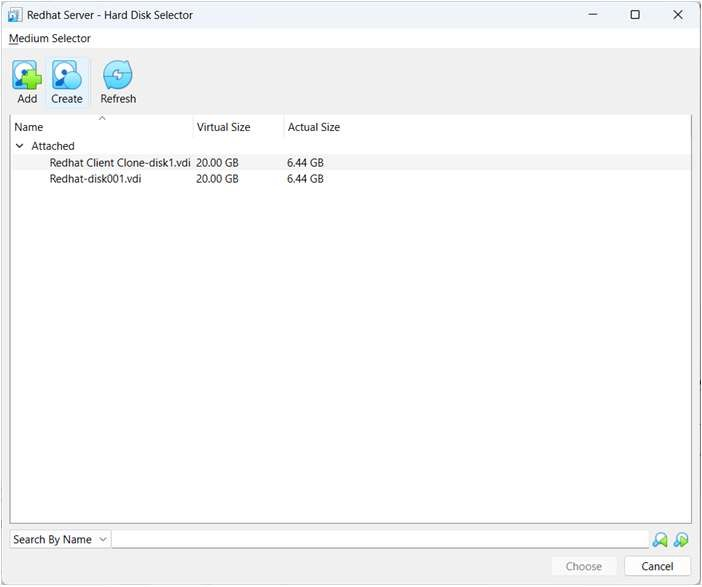 Redhat Server - Hard Disk Selector
Medium Selector
Add Create Refresh
Name Virtual Size Actual Size
Attached
Redhat Client Clone-disk1.vdi 20.00 GB 6.44 GB
Redhat-disk001.vdi 20.00 GB 6.44 GB
Search By Name
Choose Cancel